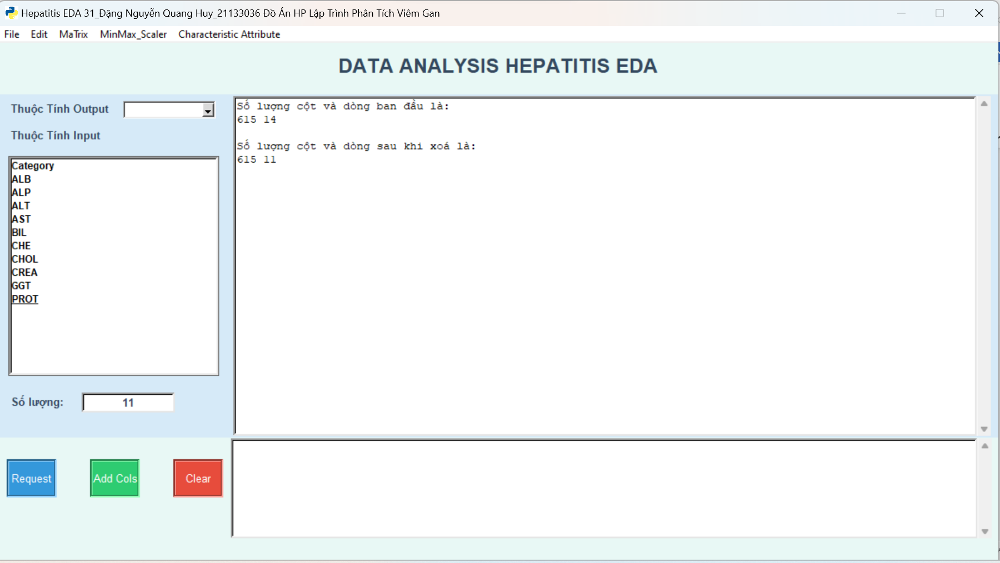 Hepatitis EDA 31_Đặng Nguyễn Quang Huy_21133036 Đồ Án HP Lập Trình Phân Tích Viêm Gan
File Edit MaTrix MinMax_Scaler Characteristic Attribute
DATA ANALYSIS HEPATITIS EDA
Thuộc Tính Output
Thuộc Tính Input
Category
ALB
ALP
ALT
AST
BIL
CHE
CHOL
CREA
GGT
PROT
Số lượng: 11
Số lượng cột và dòng ban đầu là:
615 14
Số lượng cột và dòng sau khi xoá là:
615 11
Request Add Cols Clear